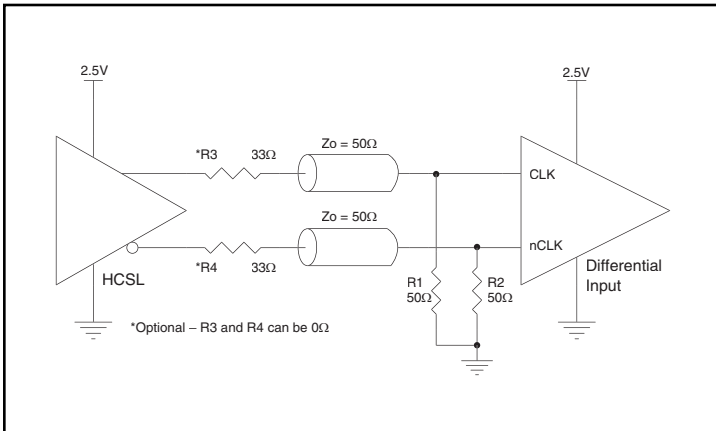 2.5V
2.5V
*R3
33Ω
Zo = 50Ω
CLK
Zo = 50Ω
nCLK
HCSL
*R4
33Ω
R1
50Ω
R2
50Ω
Differential
Input
*Optional – R3 and R4 can be 0Ω